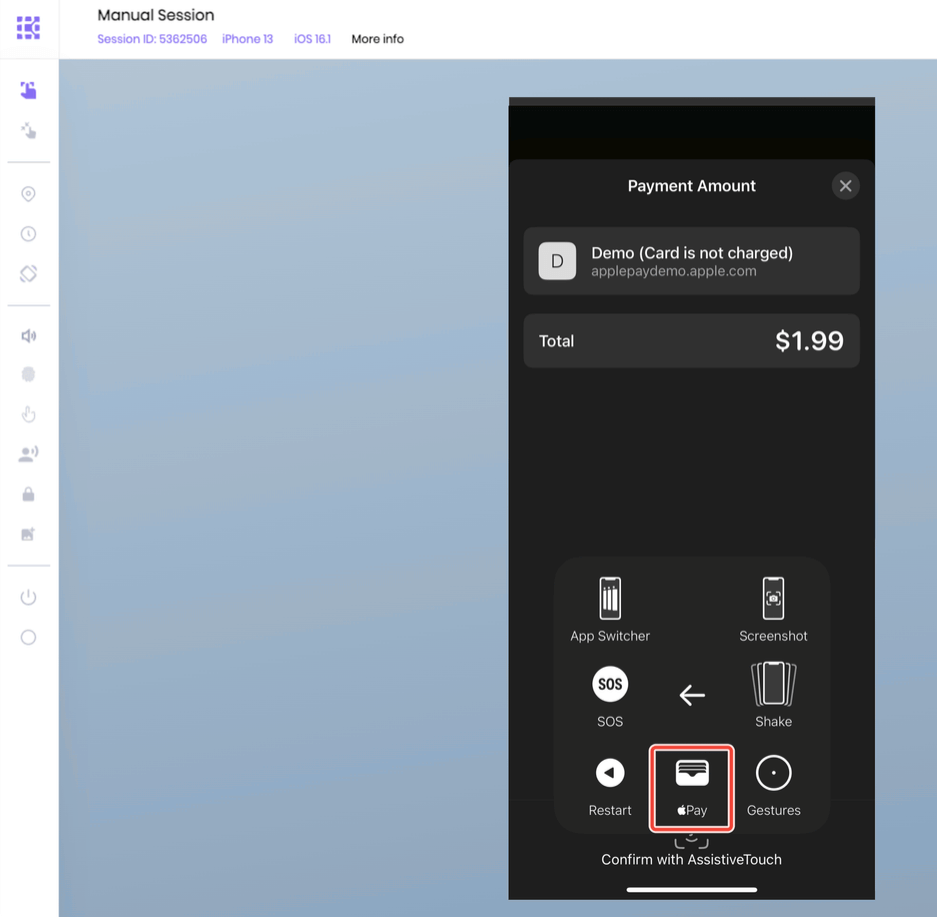 Manual Session
Session ID: 5362506 iPhone 13 iOS 16.1 More info
Payment Amount
D
Demo (Card is not charged)
applepaydemo.apple.com
Total $1.99
App Switcher Screenshot
SOS
SOS Shake
Restart Pay Gestures
Confirm with AssistiveTouch